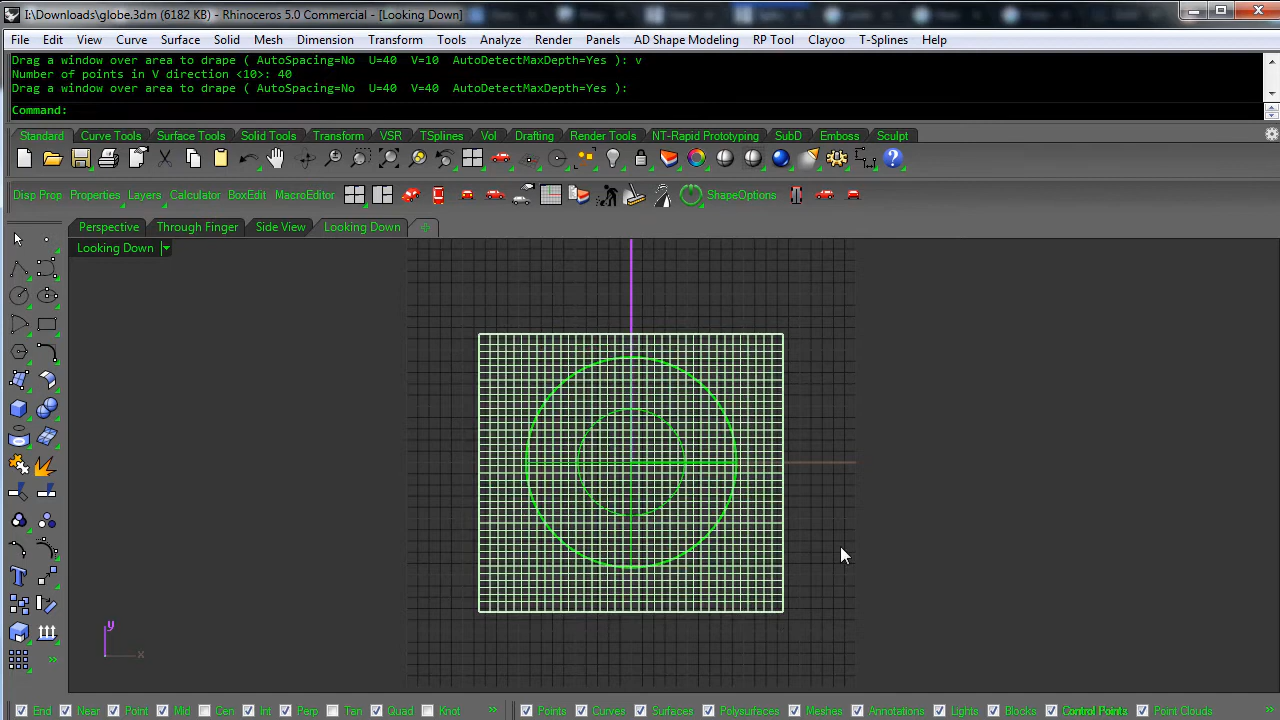 I:\Downloads\globe.3dm (6182 KB) - Rhinoceros 5.0 Commercial - [Looking Down]
File Edit View Curve Surface Solid Mesh Dimension Transform Tools Analyze Render Panels AD Shape Modeling RP Tool Clayoo T-Splines Help
Drag a window over area to drape ( AutoSpacing=No U=40 V=10 AutoDetectMaxDepth=Yes ): v
Number of points in V direction <10>: 40
Drag a window over area to drape ( AutoSpacing=No U=40 V=40 AutoDetectMaxDepth=Yes ):
Command:
Standard Curve Tools Surface Tools Solid Tools Transform VSR TSplines Vol Drafting Render Tools NT-Rapid Prototyping SubD Emboss Sculpt
Disp Prop Properties Layers Calculator BoxEdit MacroEditor ShapeOptions
Perspective Through Finger Side View Looking Down
Looking Down
y
x
End Near Point Mid Cen Int Perp Tan Quad Knot » Points Curves Surfaces Polysurfaces Meshes Annotations Lights Blocks Control Points Point Clouds